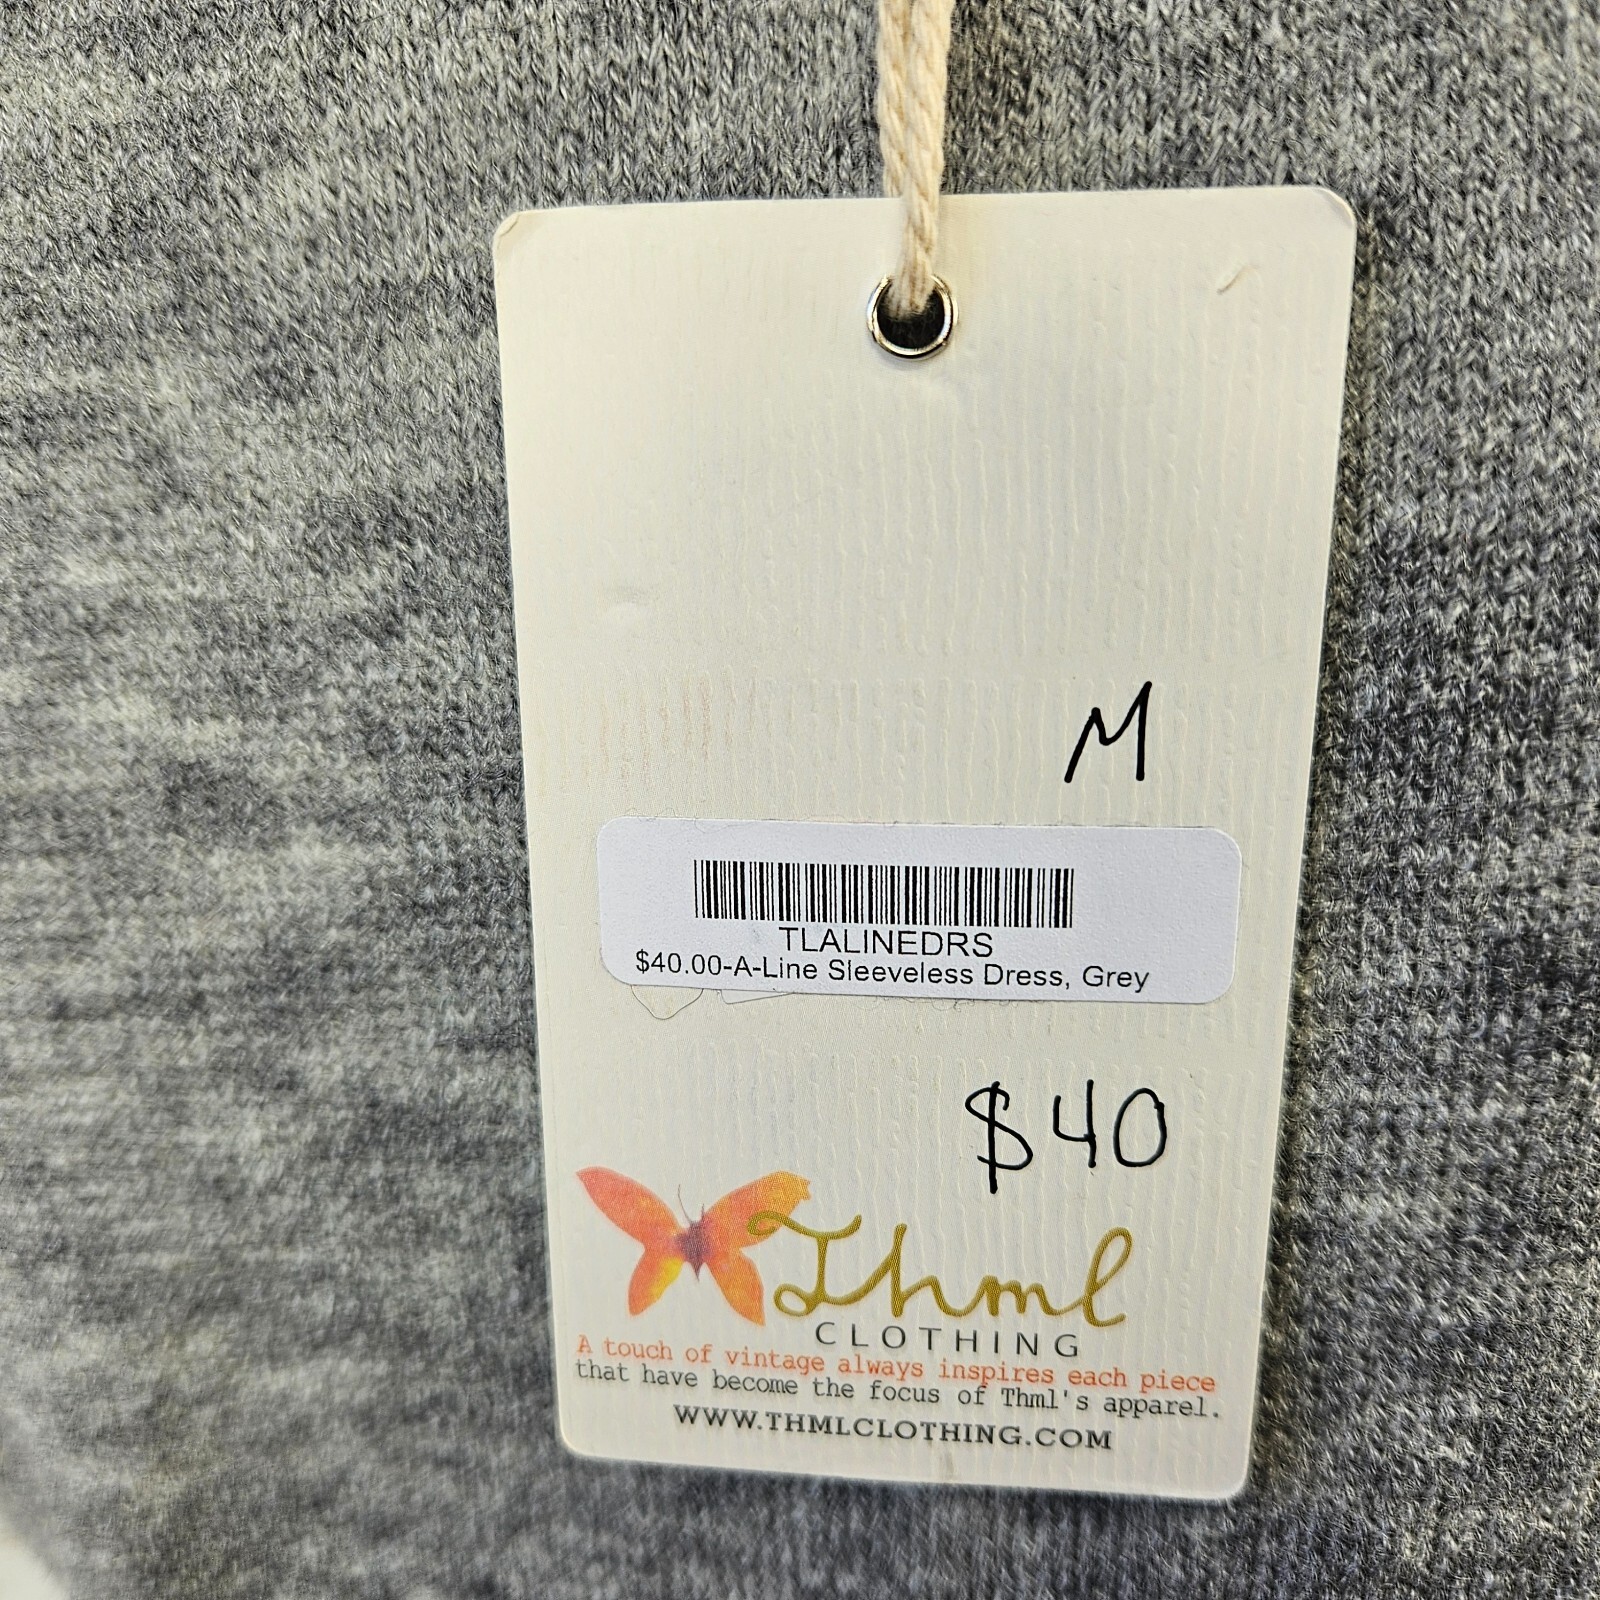 M
TLALINEDRS
$40.00-A-Line Sleeveless Dress, Grey
$40
Thml
CLOTHING
A touch of vintage always inspires each piece
that have become the focus of Thml's apparel.
WWW.THMLCLOTHING.COM